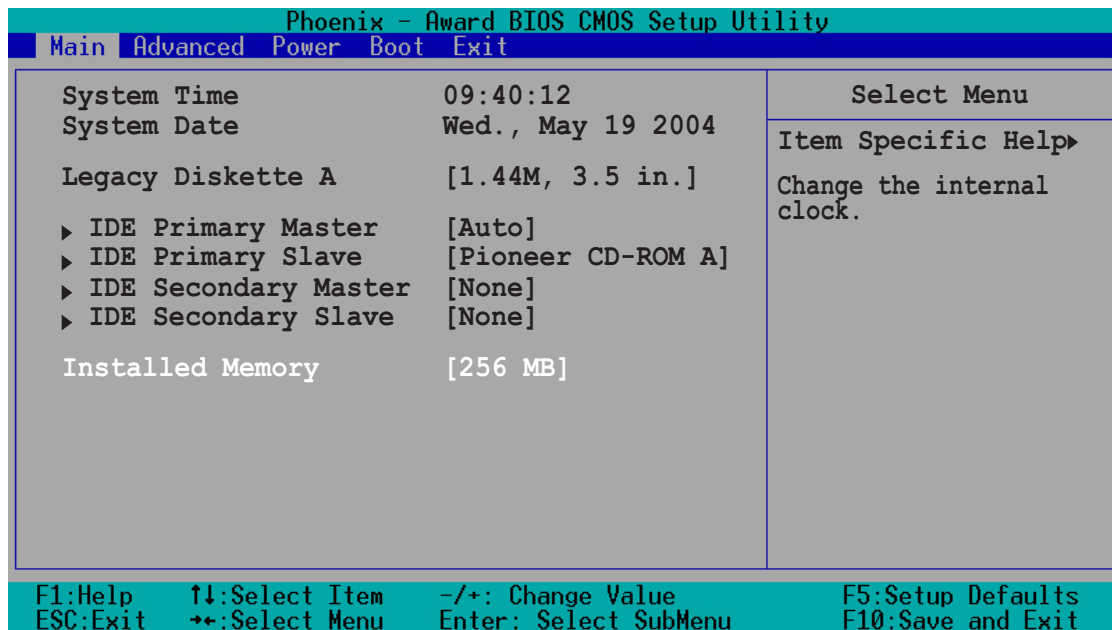 Phoenix - Award BIOS CMOS Setup Utility
Main Advanced Power Boot Exit
System Time 09:40:12
System Date Wed., May 19 2004
Legacy Diskette A [1.44M, 3.5 in.]
▶ IDE Primary Master [Auto]
▶ IDE Primary Slave [Pioneer CD-ROM A]
▶ IDE Secondary Master [None]
▶ IDE Secondary Slave [None]
Installed Memory [256 MB]
Select Menu
Item Specific Help▶
Change the internal
clock.
F1:Help ↑↓:Select Item -/+: Change Value F5:Setup Defaults
ESC:Exit →←:Select Menu Enter: Select SubMenu F10:Save and Exit